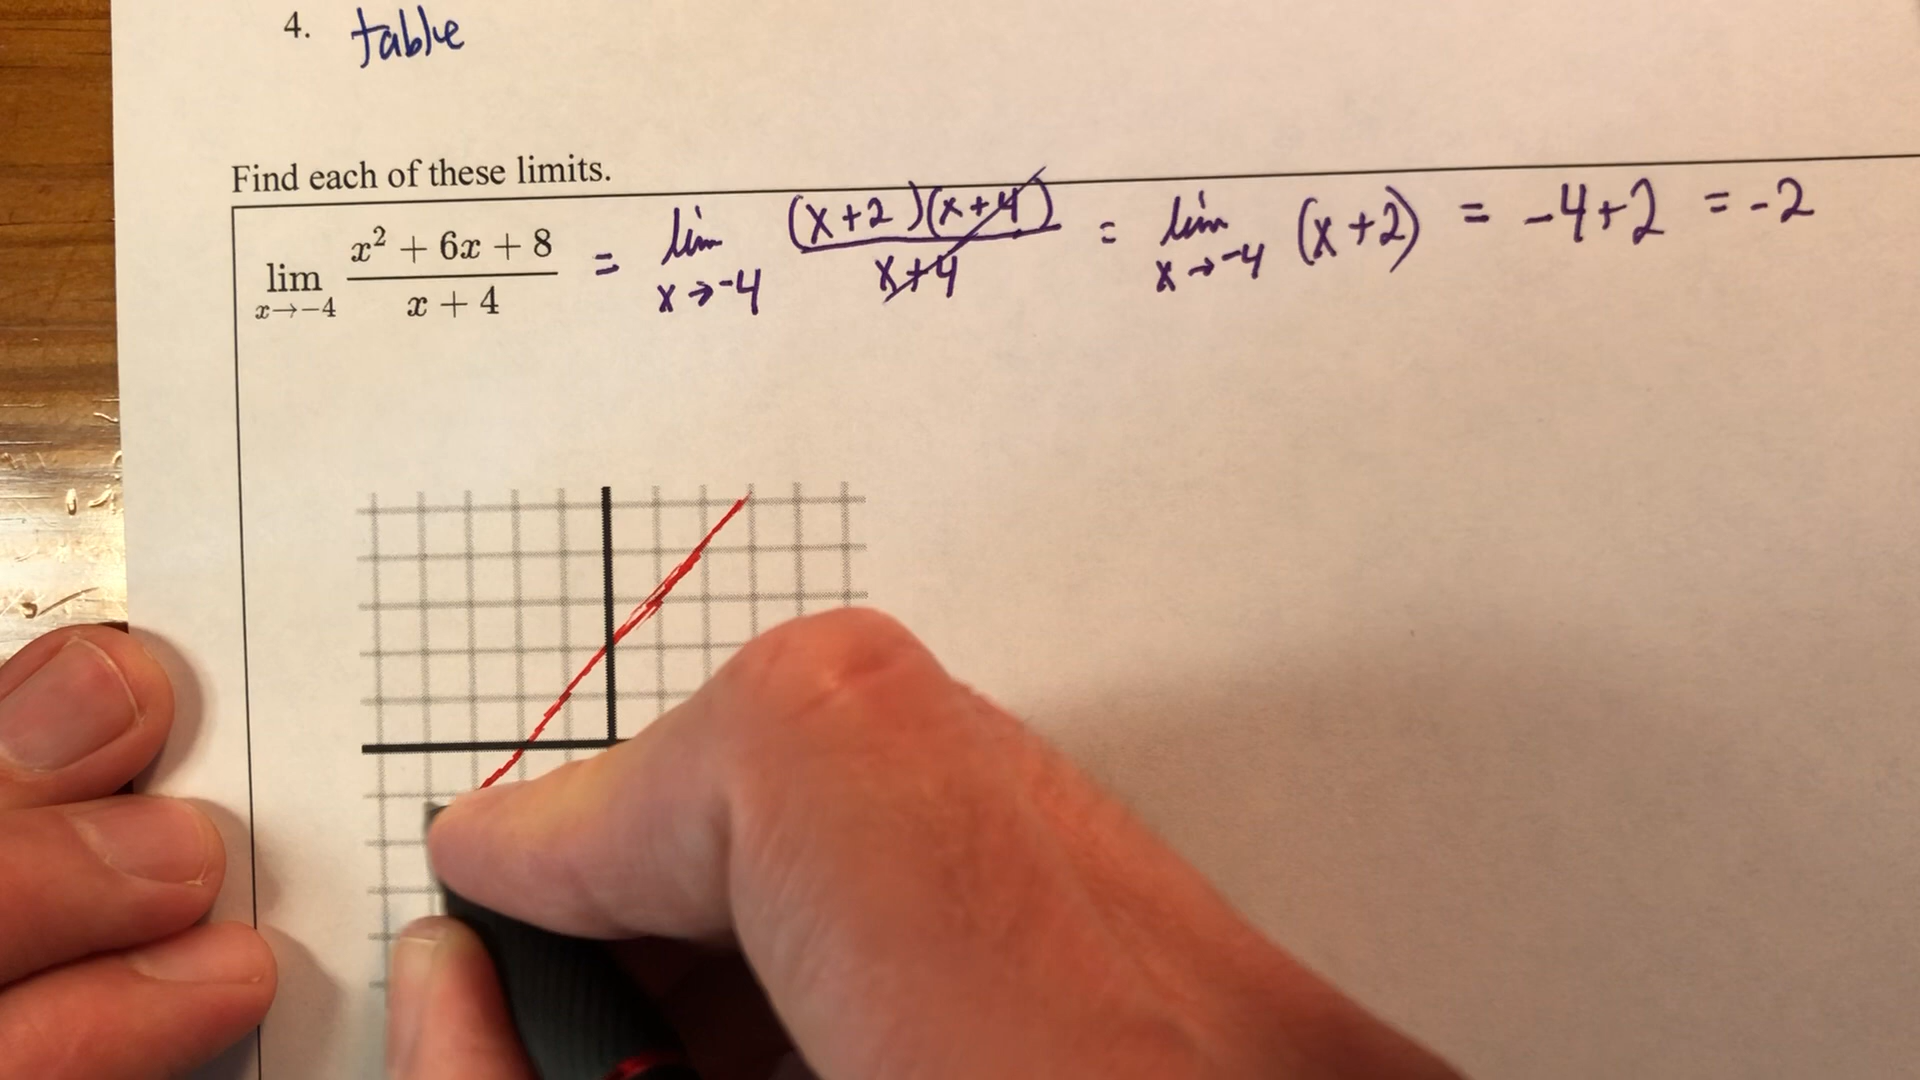 4. table
Find each of these limits.
lim x→-4 (x² + 6x + 8)/(x + 4) = lim x→-4 (x+2)(x+4)/(x+4) = lim x→-4 (x+2) = -4+2 = -2